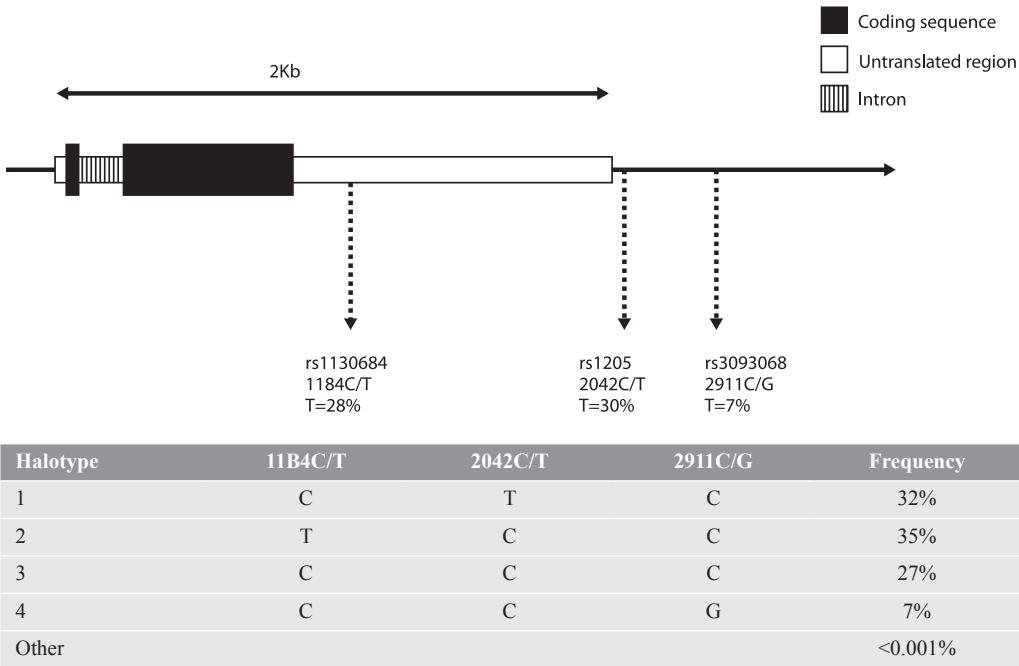 Coding sequence
Untranslated region
Intron
2Kb
rs1130684
1184C/T
T=28%
rs1205
2042C/T
T=30%
rs3093068
2911C/G
T=7%
Halotype 11B4C/T 2042C/T 2911C/G Frequency
1 C T C 32%
2 T C C 35%
3 C C C 27%
4 C C G 7%
Other <0.001%